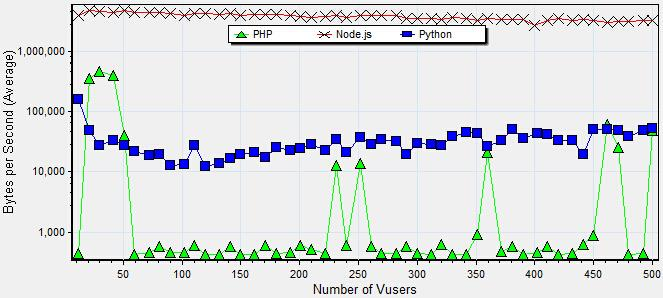 PHP Node.js Python
Bytes per Second (Average)
1,000,000
100,000
10,000
1,000
50 100 150 200 250 300 350 400 450 500
Number of Vusers